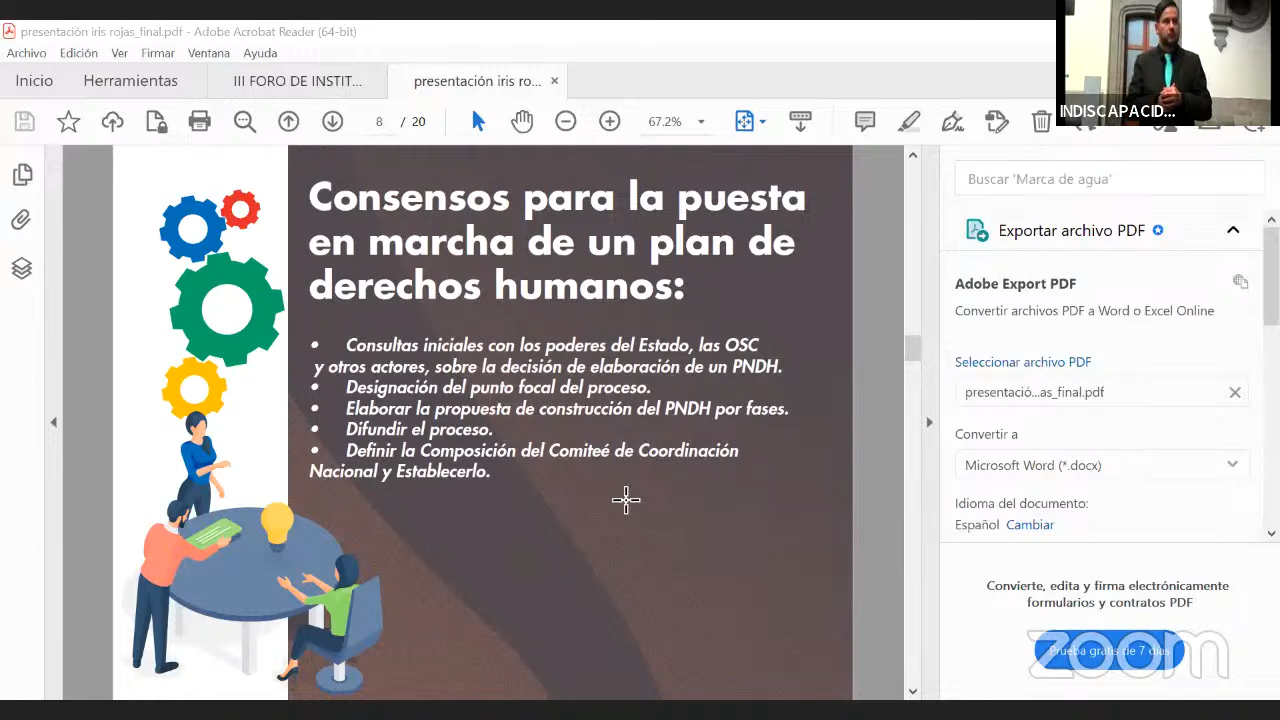 presentación iris rojas_final.pdf - Adobe Acrobat Reader (64-bit)
Archivo Edición Ver Firmar Ventana Ayuda
Inicio Herramientas III FORO DE INSTIT... presentación iris ro... ×
8 / 20 67.2%
INDISCAPACID...
Consensos para la puesta
en marcha de un plan de
derechos humanos:
• Consultas iniciales con los poderes del Estado, las OSC
y otros actores, sobre la decisión de elaboración de un PNDH.
• Designación del punto focal del proceso.
• Elaborar la propuesta de construcción del PNDH por fases.
• Difundir el proceso.
• Definir la Composición del Comiteé de Coordinación
Nacional y Establecerlo.
Buscar 'Marca de agua'
Exportar archivo PDF
Adobe Export PDF
Convertir archivos PDF a Word o Excel Online
Seleccionar archivo PDF
presentació...as_final.pdf
Convertir a
Microsoft Word (*.docx)
Idioma del documento:
Español Cambiar
Convierte, edita y firma electrónicamente
formularios y contratos PDF
Prueba gratis de 7 días
zoom